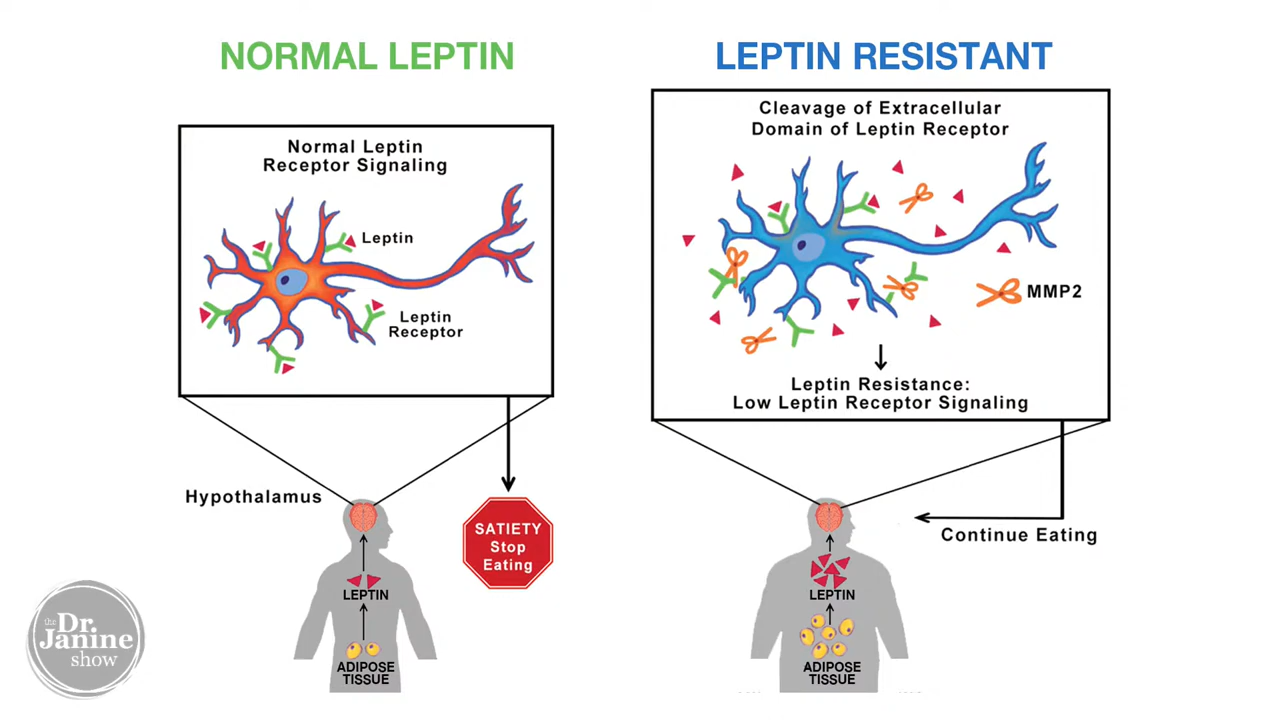 NORMAL LEPTIN
Normal Leptin
Receptor Signaling
Leptin
Leptin
Receptor
Hypothalamus
SATIETY
Stop
Eating
LEPTIN
ADIPOSE
TISSUE
LEPTIN RESISTANT
Cleavage of Extracellular
Domain of Leptin Receptor
MMP2
Leptin Resistance:
Low Leptin Receptor Signaling
Continue Eating
LEPTIN
ADIPOSE
TISSUE
the
Dr.
Janine
show